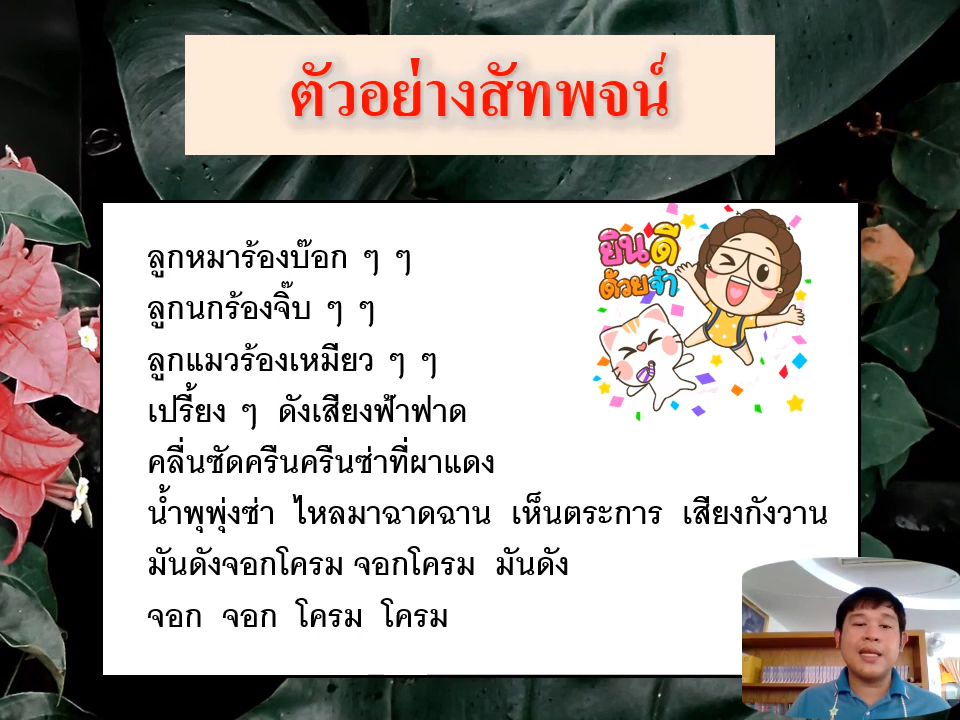 ตัวอย่างสัทพจน์
ลูกหมาร้องบ๊อก ๆ ๆ
ลูกนกร้องจิ๊บ ๆ ๆ
ลูกแมวร้องเหมียว ๆ ๆ
เปรี้ยง ๆ ดังเสียงฟ้าฟาด
คลื่นซัดครืนครืนซ่าที่ผาแดง
น้ำพุพุ่งซ่า ไหลมาฉาดฉาน เห็นตระการ เสียงกังวาน
มันดังจอกโครม จอกโครม มันดัง
จอก จอก โครม โครม
ยินดี
ด้วยจ้า